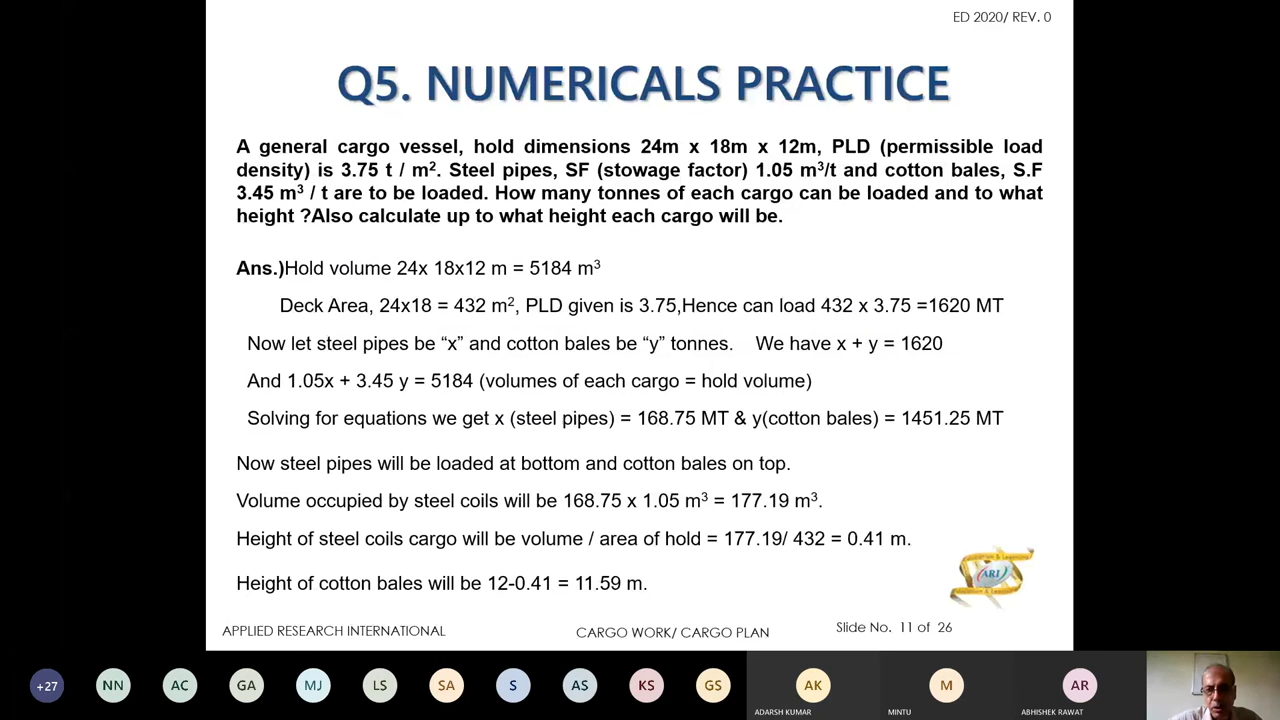 ED 2020/ REV. 0
Q5. NUMERICALS PRACTICE
A general cargo vessel, hold dimensions 24m x 18m x 12m, PLD (permissible load
density) is 3.75 t / m². Steel pipes, SF (stowage factor) 1.05 m³/t and cotton bales, S.F
3.45 m³ / t are to be loaded. How many tonnes of each cargo can be loaded and to what
height ?Also calculate up to what height each cargo will be.
Ans.)Hold volume 24x 18x12 m = 5184 m³
Deck Area, 24x18 = 432 m², PLD given is 3.75,Hence can load 432 x 3.75 =1620 MT
Now let steel pipes be “x” and cotton bales be “y” tonnes. We have x + y = 1620
And 1.05x + 3.45 y = 5184 (volumes of each cargo = hold volume)
Solving for equations we get x (steel pipes) = 168.75 MT & y(cotton bales) = 1451.25 MT
Now steel pipes will be loaded at bottom and cotton bales on top.
Volume occupied by steel coils will be 168.75 x 1.05 m³ = 177.19 m³.
Height of steel coils cargo will be volume / area of hold = 177.19/ 432 = 0.41 m.
Height of cotton bales will be 12-0.41 = 11.59 m.
ARI
APPLIED RESEARCH INTERNATIONAL
CARGO WORK/ CARGO PLAN
Slide No. 11 of 26
+27
NN
AC
GA
MJ
LS
SA
S
AS
KS
GS
AK
M
AR
ADARSH KUMAR
MINTU
ABHISHEK RAWAT